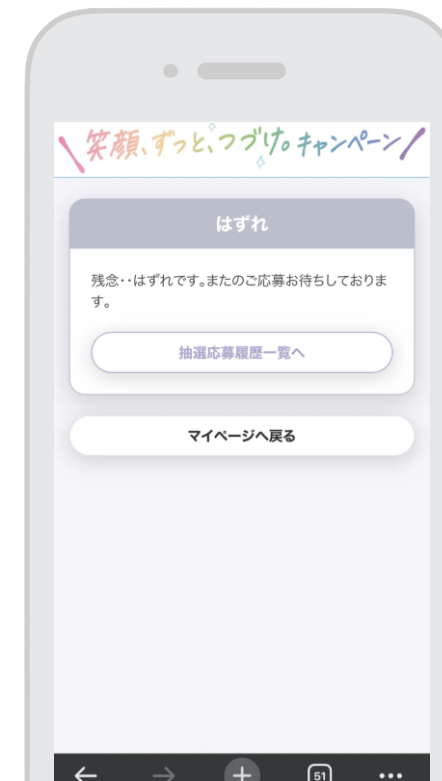 笑顔、ずっと、つづけ。キャンペーン
はずれ
残念・・はずれです。またのご応募お待ちしておりま
す。
抽選応募履歴一覧へ
マイページへ戻る
51